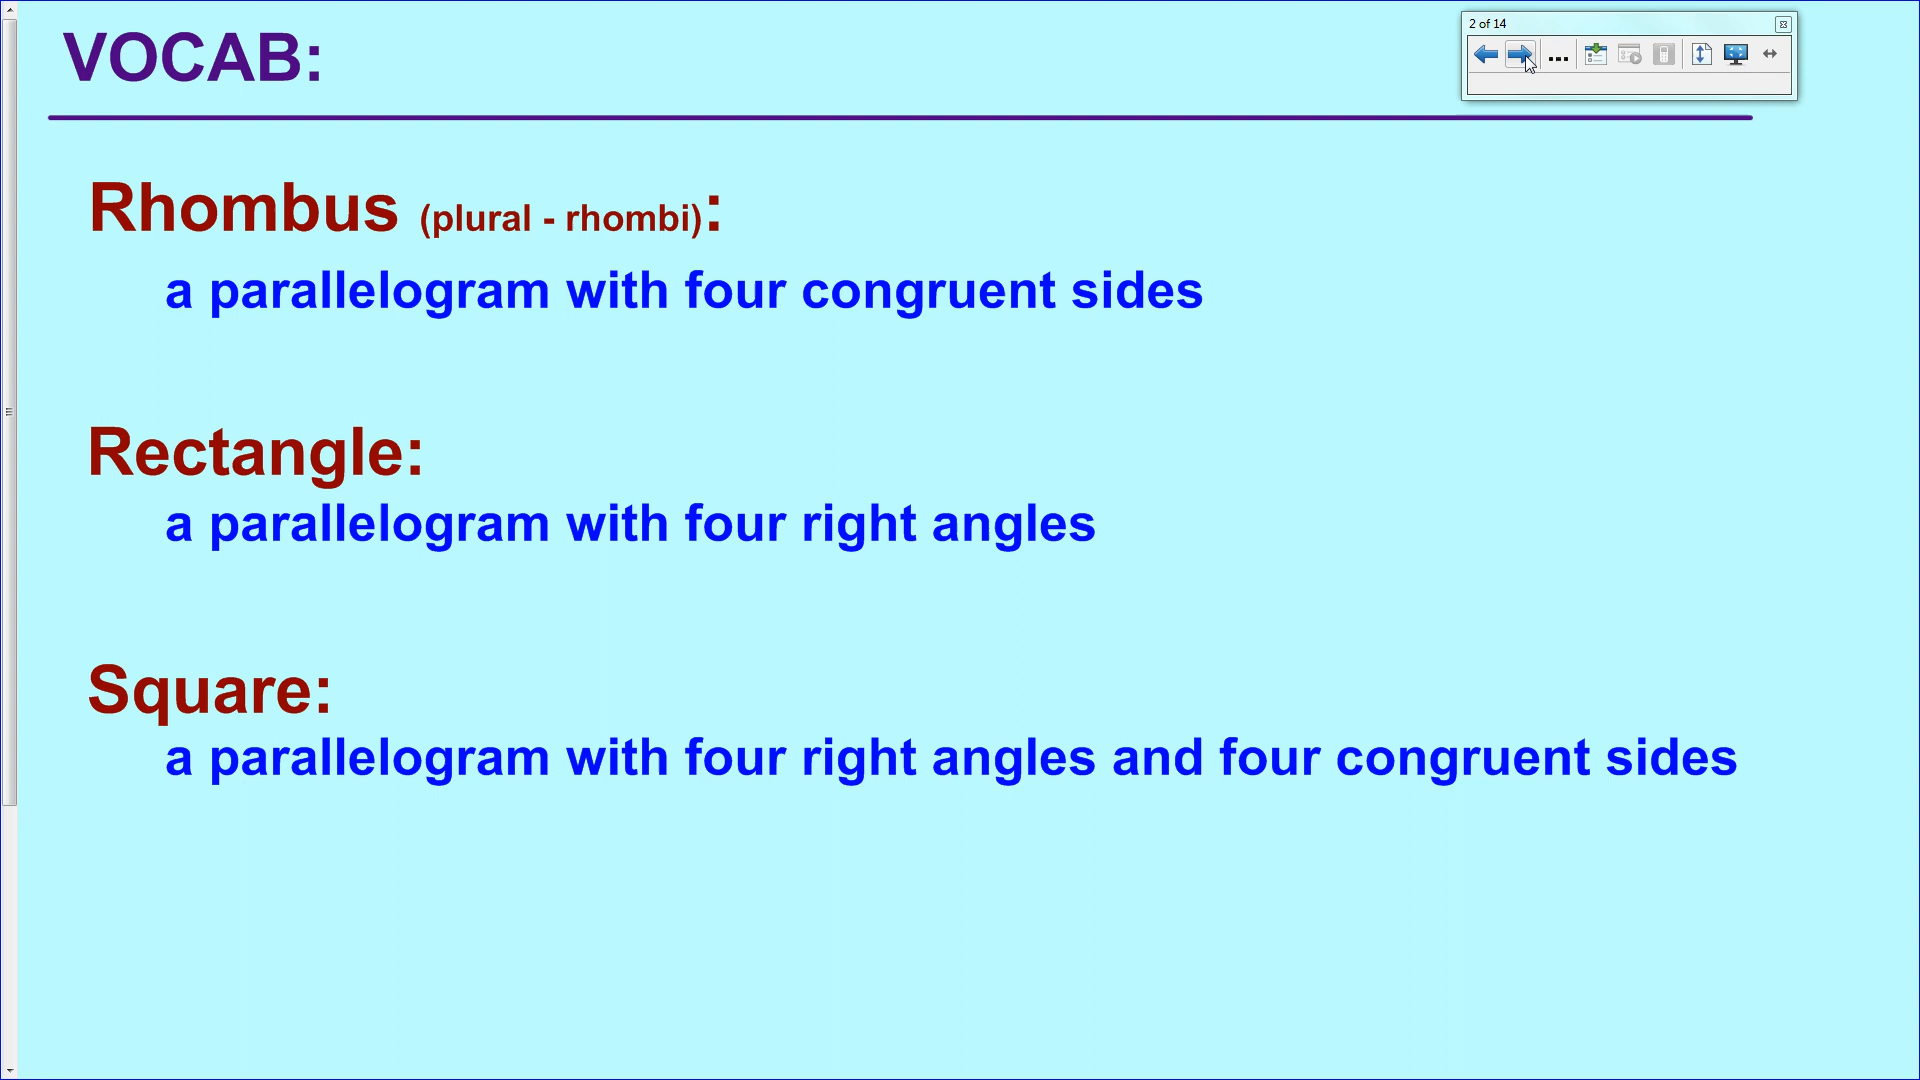 VOCAB:
2 of 14
Rhombus (plural - rhombi):
a parallelogram with four congruent sides
Rectangle:
a parallelogram with four right angles
Square:
a parallelogram with four right angles and four congruent sides